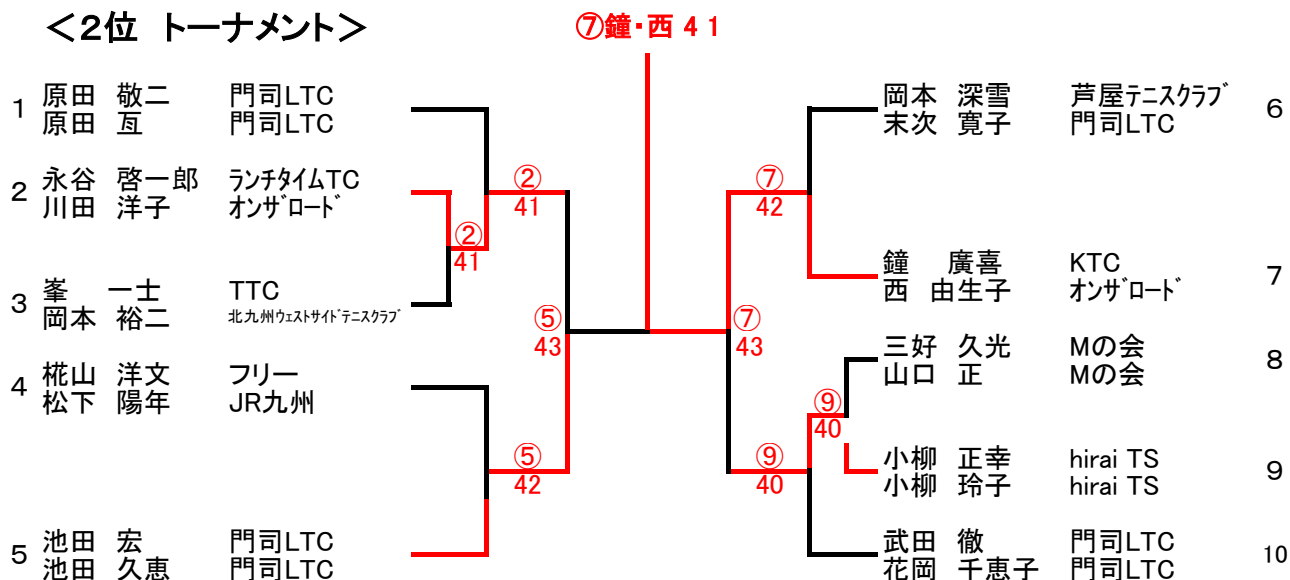 ＜２位 トーナメント＞
⑦鐘・西 4 1
1 原田 敬二 門司LTC
原田 亙 門司LTC
2 永谷 啓一郎 ランチタイムTC
川田 洋子 ｵﾝｻﾞﾛｰﾄﾞ
②
41
②
41
3 峯 一士 TTC
岡本 裕二 北九州ｳｪｽﾄｻｲﾄﾞﾃﾆｽｸﾗﾌﾞ
⑤
43
4 椛山 洋文 フリー
松下 陽年 JR九州
⑤
42
5 池田 宏 門司LTC
池田 久恵 門司LTC
岡本 深雪 芦屋ﾃﾆｽｸﾗﾌﾞ 6
末次 寛子 門司LTC
⑦
42
鐘 廣喜 KTC 7
西 由生子 ｵﾝｻﾞﾛｰﾄﾞ
⑦
43
三好 久光 Mの会 8
山口 正 Mの会
⑨
40
小柳 正幸 hirai TS 9
小柳 玲子 hirai TS
⑨
40
武田 徹 門司LTC 10
花岡 千恵子 門司LTC